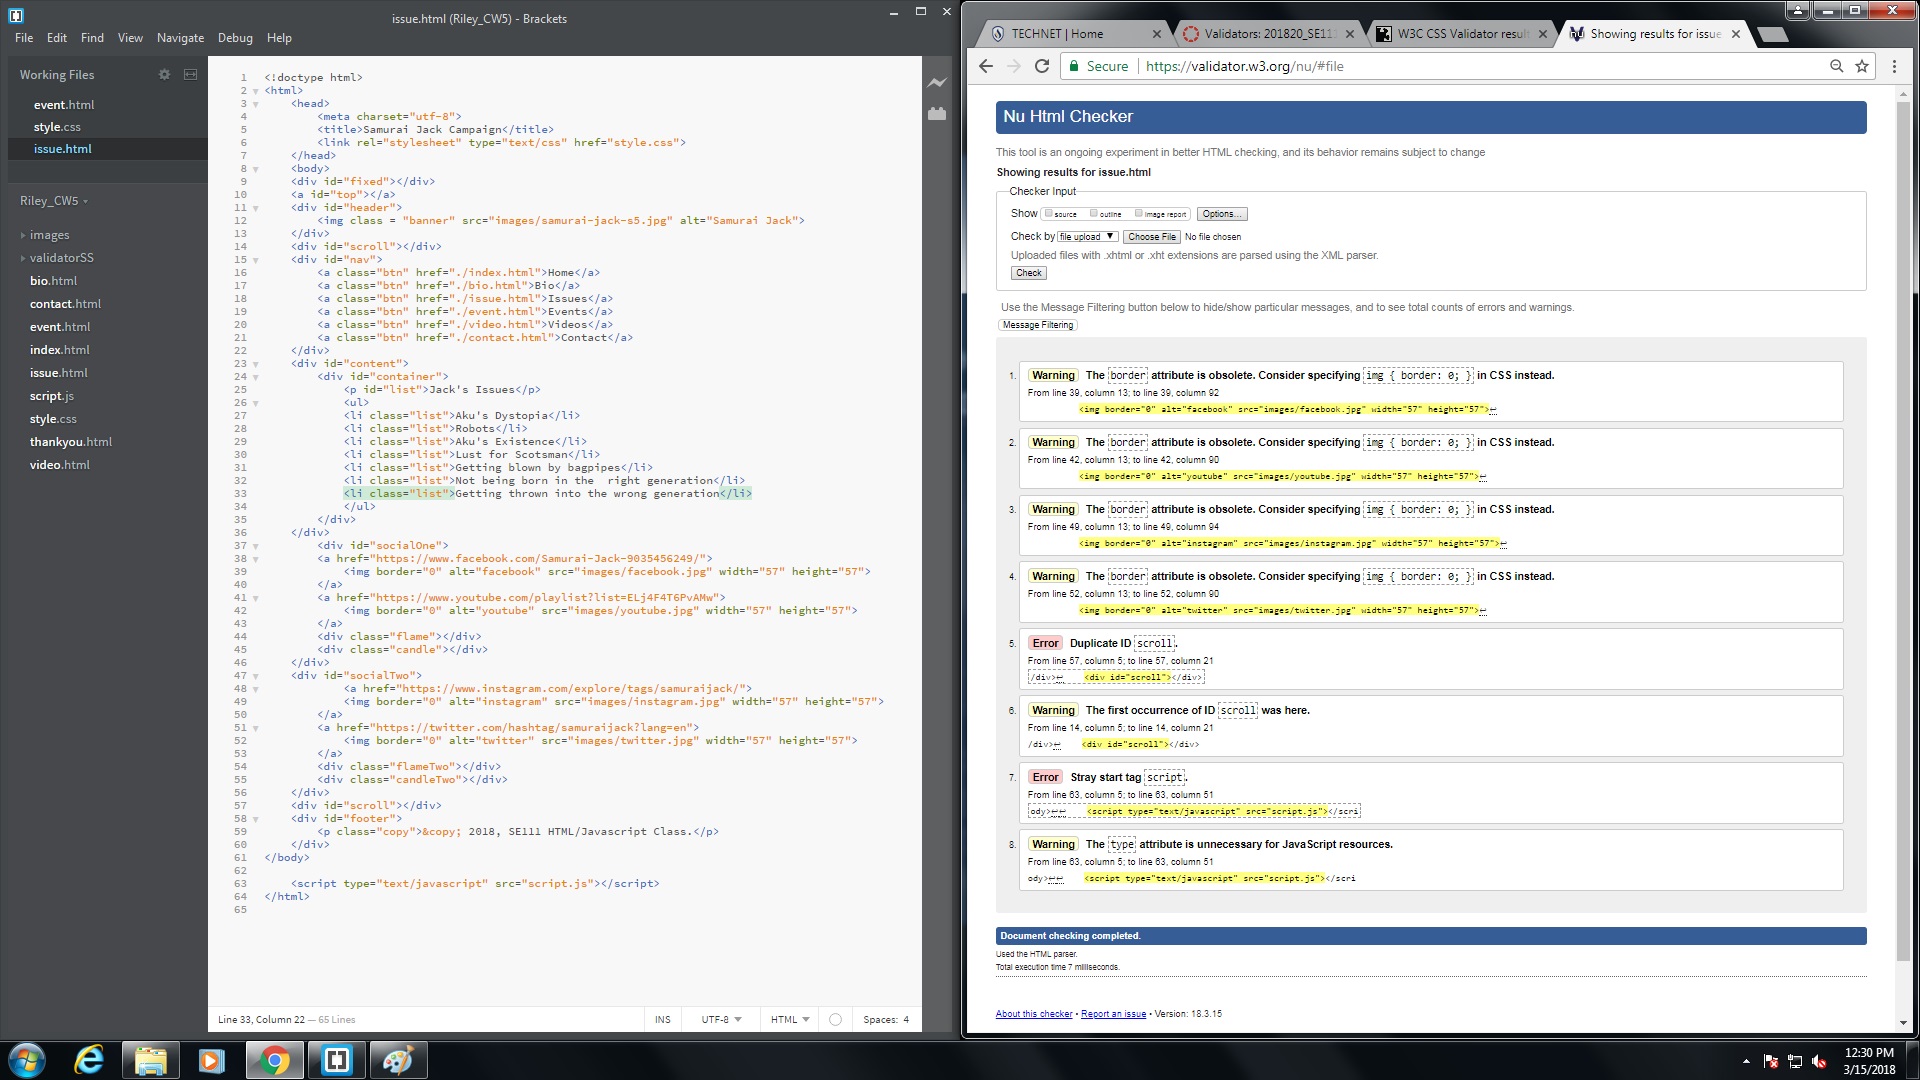 issue.html (Riley_CW5) - Brackets
File Edit Find View Navigate Debug Help
Working Files
event.html
style.css
issue.html
Riley_CW5
images
validatorSS
bio.html
contact.html
event.html
index.html
issue.html
script.js
style.css
thankyou.html
video.html
1 <!doctype html>
2 <html>
3 <head>
4 <meta charset="utf-8">
5 <title>Samurai Jack Campaign</title>
6 <link rel="stylesheet" type="text/css" href="style.css">
7 </head>
8 <body>
9 <div id="fixed"></div>
10 <a id="top"></a>
11 <div id="header">
12 <img class = "banner" src="images/samurai-jack-s5.jpg" alt="Samurai Jack">
13 </div>
14 <div id="scroll"></div>
15 <div id="nav">
16 <a class="btn" href="./index.html">Home</a>
17 <a class="btn" href="./bio.html">Bio</a>
18 <a class="btn" href="./issue.html">Issues</a>
19 <a class="btn" href="./event.html">Events</a>
20 <a class="btn" href="./video.html">Videos</a>
21 <a class="btn" href="./contact.html">Contact</a>
22 </div>
23 <div id="content">
24 <div id="container">
25 <p id="list">Jack's Issues</p>
26 <ul>
27 <li class="list">Aku's Dystopia</li>
28 <li class="list">Robots</li>
29 <li class="list">Aku's Existence</li>
30 <li class="list">Lust for Scotsman</li>
31 <li class="list">Getting blown by bagpipes</li>
32 <li class="list">Not being born in the  right generation</li>
33 <li class="list">Getting thrown into the wrong generation</li>
34 </ul>
35 </div>
36 </div>
37 <div id="socialOne">
38 <a href="https://www.facebook.com/Samurai-Jack-9035456249/">
39 <img border="0" alt="facebook" src="images/facebook.jpg" width="57" height="57">
40 </a>
41 <a href="https://www.youtube.com/playlist?list=ELj4F4T6PvAMw">
42 <img border="0" alt="youtube" src="images/youtube.jpg" width="57" height="57">
43 </a>
44 <div class="flame"></div>
45 <div class="candle"></div>
46 </div>
47 <div id="socialTwo">
48 <a href="https://www.instagram.com/explore/tags/samuraijack/">
49 <img border="0" alt="instagram" src="images/instagram.jpg" width="57" height="57">
50 </a>
51 <a href="https://twitter.com/hashtag/samuraijack?lang=en">
52 <img border="0" alt="twitter" src="images/twitter.jpg" width="57" height="57">
53 </a>
54 <div class="flameTwo"></div>
55 <div class="candleTwo"></div>
56 </div>
57 <div id="scroll"></div>
58 <div id="footer">
59 <p class="copy">&copy; 2018, SE111 HTML/Javascript Class.</p>
60 </div>
61 </body>
62
63 <script type="text/javascript" src="script.js"></script>
64 </html>
65
Line 33, Column 22 — 65 Lines
INS UTF-8 HTML Spaces: 4
TECHNET | Home
Validators: 201820_SE111
W3C CSS Validator result
Showing results for issue
Secure https://validator.w3.org/nu/#file
Nu Html Checker
This tool is an ongoing experiment in better HTML checking, and its behavior remains subject to change
Showing results for issue.html
Checker Input
Show source outline image report Options...
Check by file upload Choose File No file chosen
Uploaded files with .xhtml or .xht extensions are parsed using the XML parser.
Check
Use the Message Filtering button below to hide/show particular messages, and to see total counts of errors and warnings.
Message Filtering
1. Warning The border attribute is obsolete. Consider specifying img { border: 0; } in CSS instead.
From line 39, column 13; to line 39, column 92
<img border="0" alt="facebook" src="images/facebook.jpg" width="57" height="57">↩
2. Warning The border attribute is obsolete. Consider specifying img { border: 0; } in CSS instead.
From line 42, column 13; to line 42, column 90
<img border="0" alt="youtube" src="images/youtube.jpg" width="57" height="57">↩
3. Warning The border attribute is obsolete. Consider specifying img { border: 0; } in CSS instead.
From line 49, column 13; to line 49, column 94
<img border="0" alt="instagram" src="images/instagram.jpg" width="57" height="57">↩
4. Warning The border attribute is obsolete. Consider specifying img { border: 0; } in CSS instead.
From line 52, column 13; to line 52, column 90
<img border="0" alt="twitter" src="images/twitter.jpg" width="57" height="57">↩
5. Error Duplicate ID scroll.
From line 57, column 5; to line 57, column 21
/div>↩ <div id="scroll"></div>
6. Warning The first occurrence of ID scroll was here.
From line 14, column 5; to line 14, column 21
/div>↩ <div id="scroll"></div>
7. Error Stray start tag script.
From line 63, column 5; to line 63, column 51
ody>↩↩ <script type="text/javascript" src="script.js"></scri
8. Warning The type attribute is unnecessary for JavaScript resources.
From line 63, column 5; to line 63, column 51
ody>↩↩ <script type="text/javascript" src="script.js"></scri
Document checking completed.
Used the HTML parser.
Total execution time 7 milliseconds.
About this checker • Report an issue • Version: 18.3.15
12:30 PM
3/15/2018